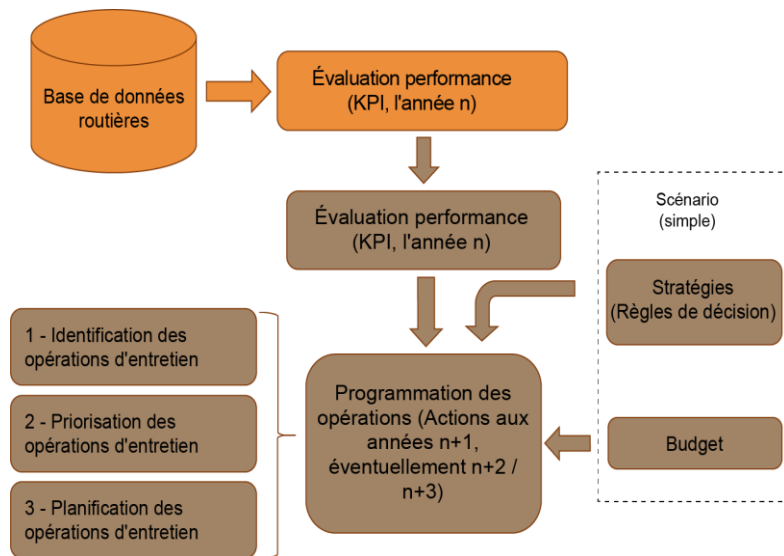 Base de données
routières
Évaluation performance
(KPI, l'année n)
Évaluation performance
(KPI, l'année n)
Scénario
(simple)
Stratégies
(Règles de décision)
1 - Identification des
opérations d'entretien
2 - Priorisation des
opérations d'entretien
3 - Planification des
opérations d'entretien
Programmation des
opérations (Actions aux
années n+1,
éventuellement n+2 /
n+3)
Budget